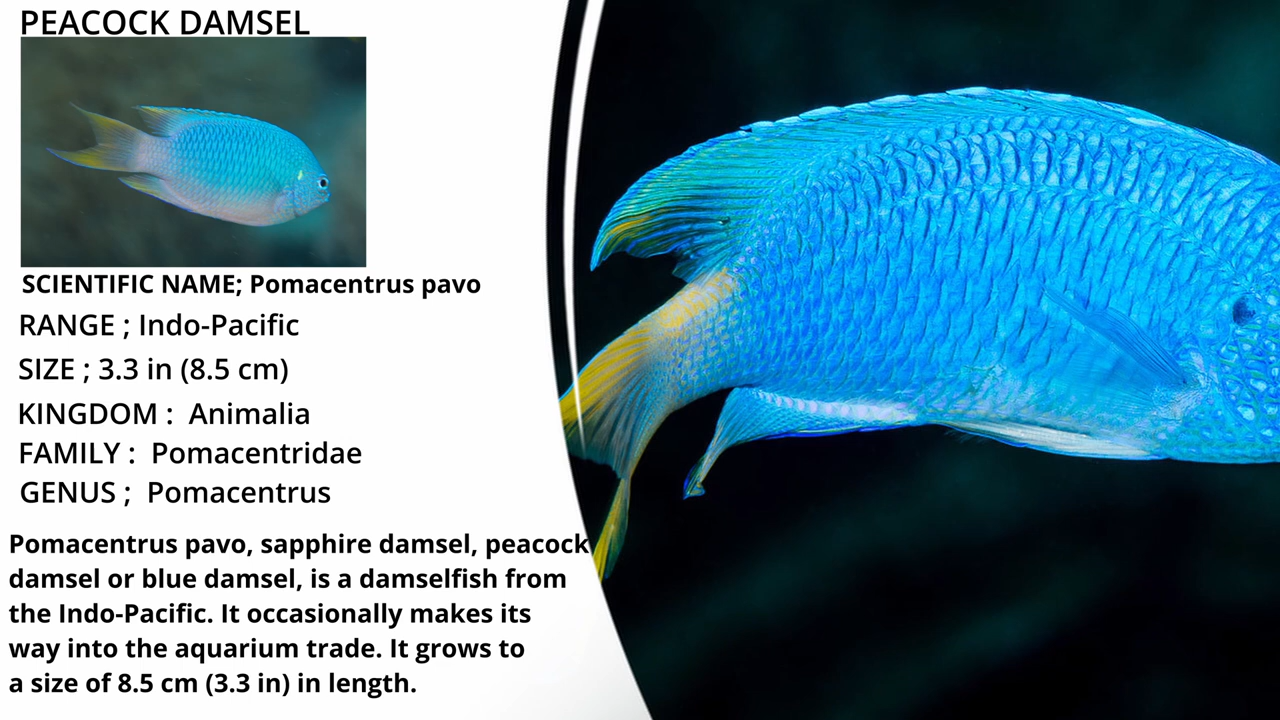 PEACOCK DAMSEL
SCIENTIFIC NAME; Pomacentrus pavo
RANGE ; Indo-Pacific
SIZE ; 3.3 in (8.5 cm)
KINGDOM : Animalia
FAMILY : Pomacentridae
GENUS ; Pomacentrus
Pomacentrus pavo, sapphire damsel, peacock
damsel or blue damsel, is a damselfish from
the Indo-Pacific. It occasionally makes its
way into the aquarium trade. It grows to
a size of 8.5 cm (3.3 in) in length.